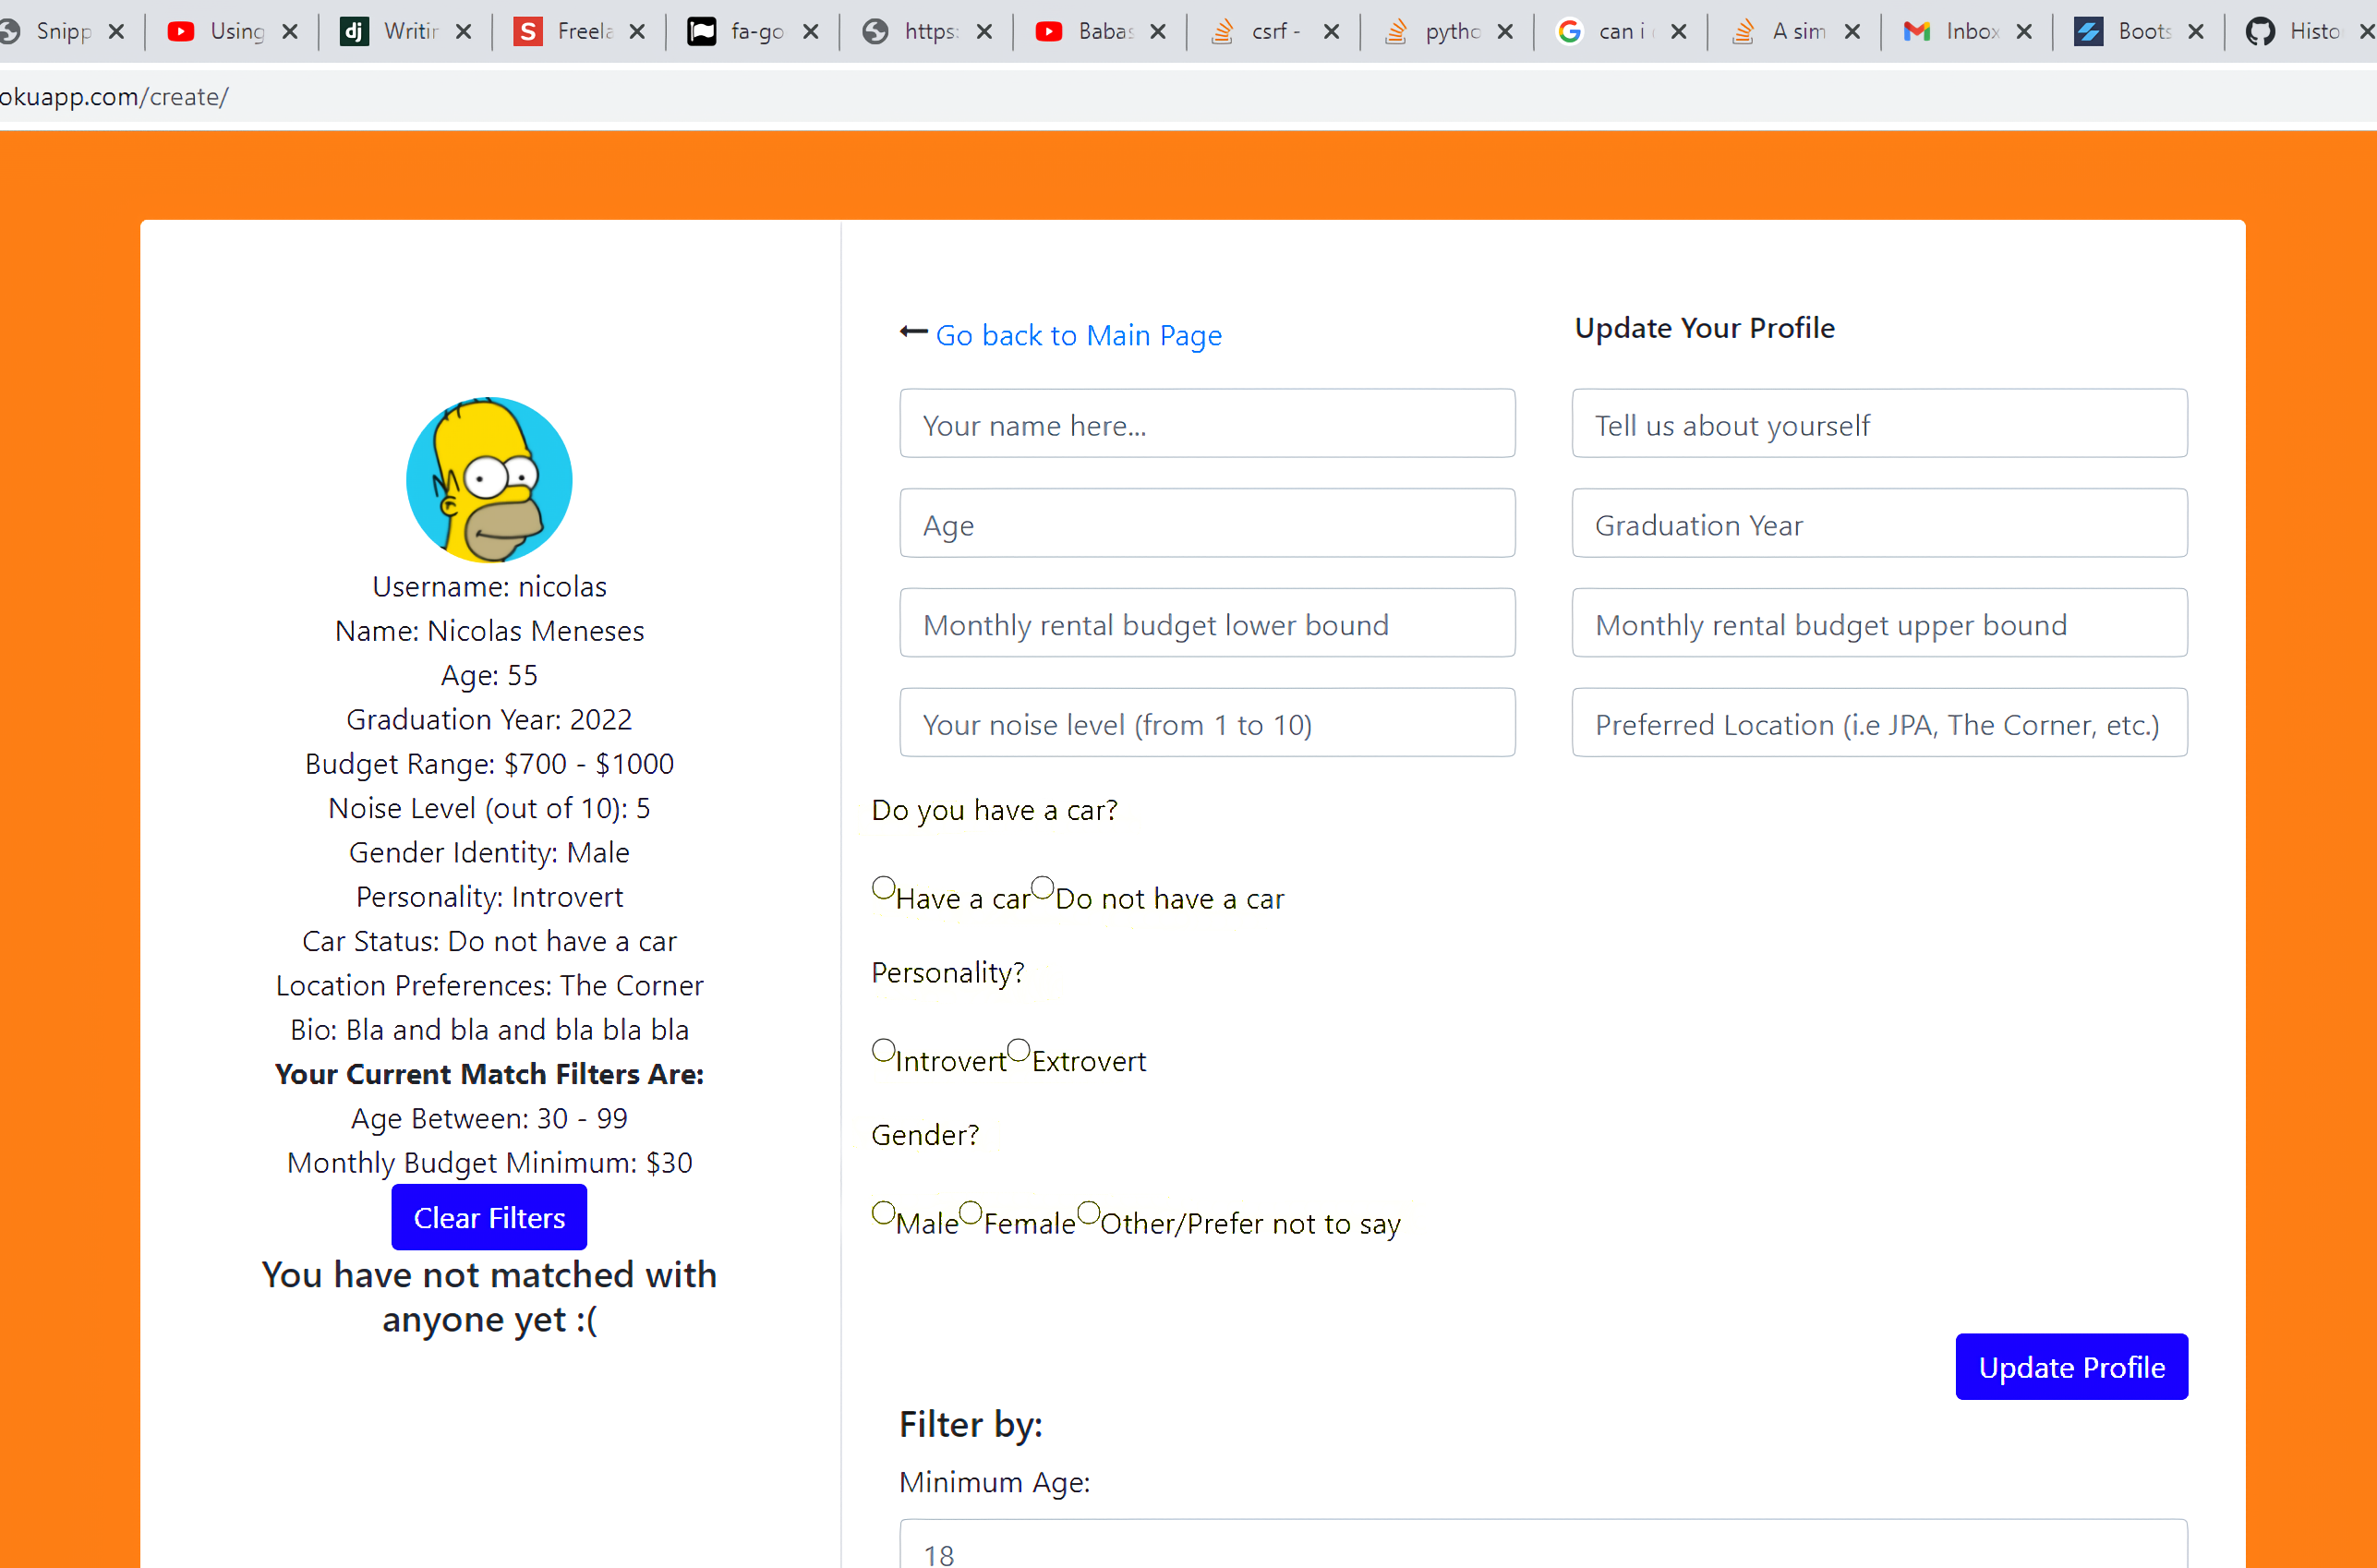 Snipp
Using
dj Writir
S Freela
fa-go
https:
Babas
csrf -
pytho
can i
A sim
Inbox
Boots
Histo
okuapp.com/create/
Username: nicolas
Name: Nicolas Meneses
Age: 55
Graduation Year: 2022
Budget Range: $700 - $1000
Noise Level (out of 10): 5
Gender Identity: Male
Personality: Introvert
Car Status: Do not have a car
Location Preferences: The Corner
Bio: Bla and bla and bla bla bla
Your Current Match Filters Are:
Age Between: 30 - 99
Monthly Budget Minimum: $30
Clear Filters
You have not matched with
anyone yet :(
Go back to Main Page
Update Your Profile
Your name here...
Tell us about yourself
Age
Graduation Year
Monthly rental budget lower bound
Monthly rental budget upper bound
Your noise level (from 1 to 10)
Preferred Location (i.e JPA, The Corner, etc.)
Do you have a car?
Have a car Do not have a car
Personality?
Introvert Extrovert
Gender?
Male Female Other/Prefer not to say
Update Profile
Filter by:
Minimum Age:
18